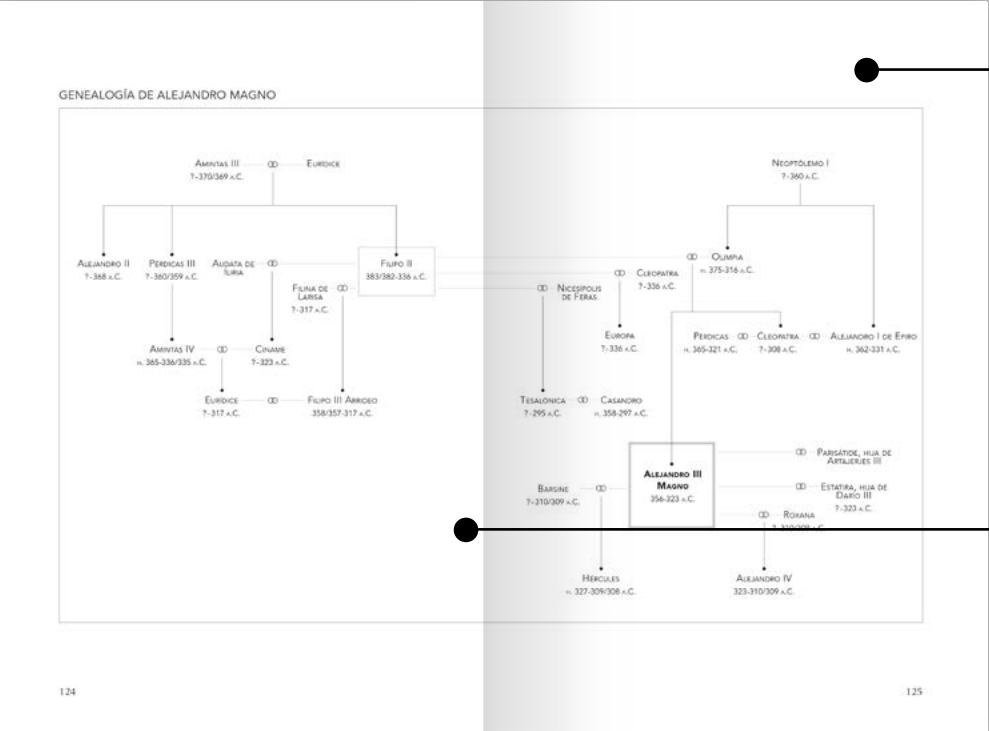 GENEALOGÍA DE ALEJANDRO MAGNO
AMINTAS III
EURÍDICE
?-370/369 A.C.
NEOPTÓLEMO I
?-360 A.C.
ALEJANDRO II
?-368 A.C.
PÉRDICAS III
?-360/359 A.C.
AUDATA DE
ILIRIA
FILIPO II
383/382-336 A.C.
OLIMPIA
N. 375-316 A.C.
FILINA DE
LARISA
?-317 A.C.
NICESÍPOLIS
DE FERAS
CLEOPATRA
?-336 A.C.
AMINTAS IV
N. 365-336/335 A.C.
CINAME
?-323 A.C.
EUROPA
?-336 A.C.
PÉRDICAS
N. 365-321 A.C.
CLEOPATRA
?-308 A.C.
ALEJANDRO I DE EPIRO
N. 362-331 A.C.
EURÍDICE
?-317 A.C.
FILIPO III ARRIDEO
358/357-317 A.C.
TESALÓNICA
?-295 A.C.
CASANDRO
N. 358-297 A.C.
ALEJANDRO III
MAGNO
356-323 A.C.
PARISÁTIDE, HIJA DE
ARTAJERJES III
BARSINE
?-310/309 A.C.
ESTATIRA, HIJA DE
DARÍO III
?-323 A.C.
ROXANA
HÉRCULES
N. 327-309/308 A.C.
ALEJANDRO IV
323-310/309 A.C.
124
125